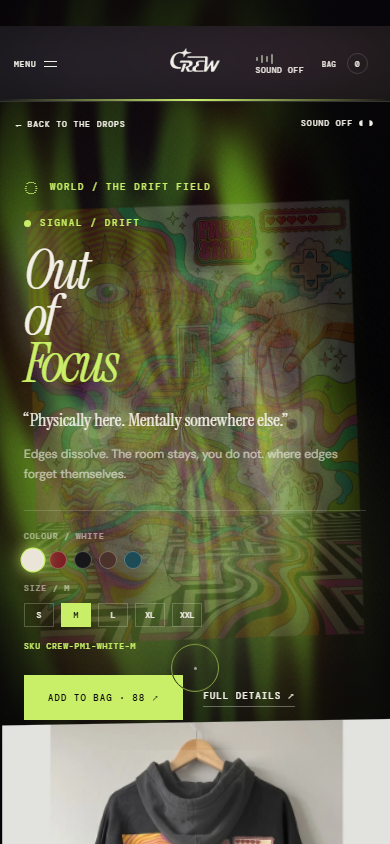 MENU
CREW
SOUND OFF
BAG
0
← BACK TO THE DROPS
SOUND OFF
WORLD / THE DRIFT FIELD
SIGNAL / DRIFT
Out
of
Focus
“Physically here. Mentally somewhere else.”
Edges dissolve. The room stays, you do not. where edges
forget themselves.
COLOUR / WHITE
SIZE / M
S
M
L
XL
XXL
SKU CREW-PM1-WHITE-M
ADD TO BAG · 88 ↗
FULL DETAILS ↗